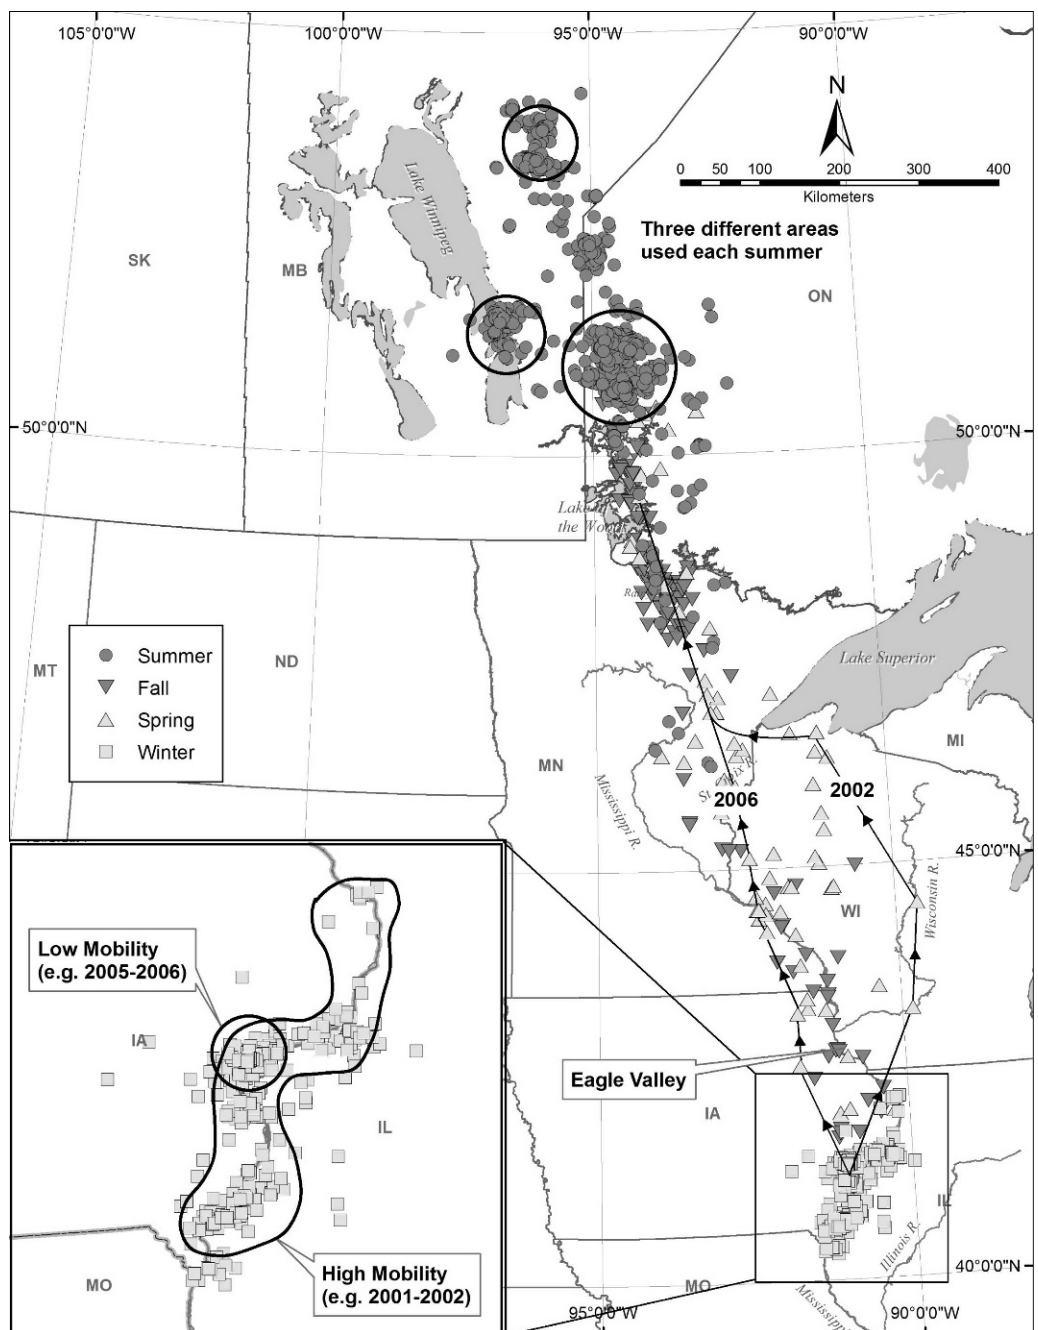 105°0'0"W
100°0'0"W
95°0'0"W
90°0'0"W
N
0 50 100 200 300 400
Kilometers
Lake Winnipeg
Three different areas
used each summer
SK
MB
ON
50°0'0"N
50°0'0"N
Lake of
the Woods
Summer
Fall
Spring
Winter
MT
ND
Lake Superior
MN
MI
St. Croix R.
Mississippi R.
2006
2002
45°0'0"N
WI
Wisconsin R.
Low Mobility
(e.g. 2005-2006)
IA
IL
Eagle Valley
IA
IL
Illinois R.
MO
High Mobility
(e.g. 2001-2002)
MO
40°0'0"N
95°0'0"W
90°0'0"W